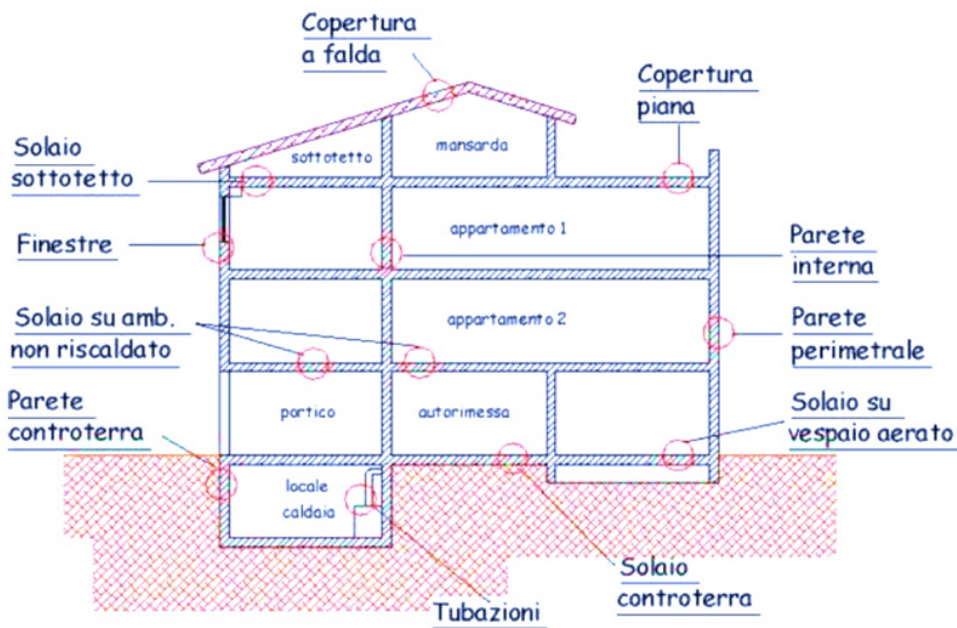 Copertura
a falda
Copertura
piana
Solaio
sottotetto
sottotetto
mansarda
Finestre
appartamento 1
Parete
interna
Solaio su amb.
non riscaldato
appartamento 2
Parete
perimetrale
Parete
controterra
portico
autorimessa
Solaio su
vespaio aerato
locale
caldaia
Solaio
controterra
Tubazioni